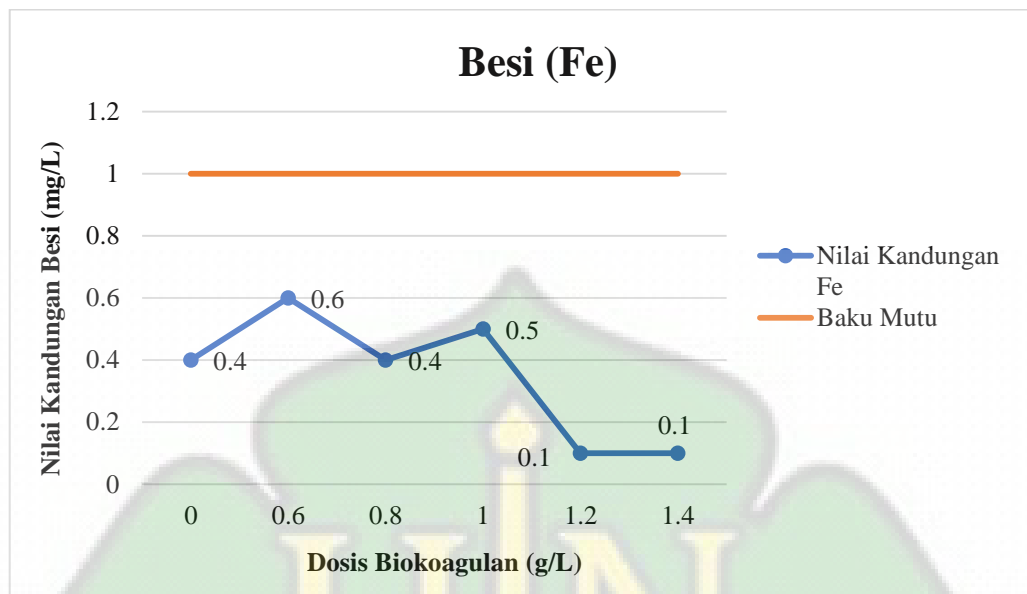 Besi (Fe)
Nilai Kandungan Besi (mg/L)
1.2
1
0.8
0.6
0.4
0.2
0
0.4
0.6
0.4
0.5
0.1
0.1
0
0.6
0.8
1
1.2
1.4
Dosis Biokoagulan (g/L)
Nilai Kandungan
Fe
Baku Mutu
UIN